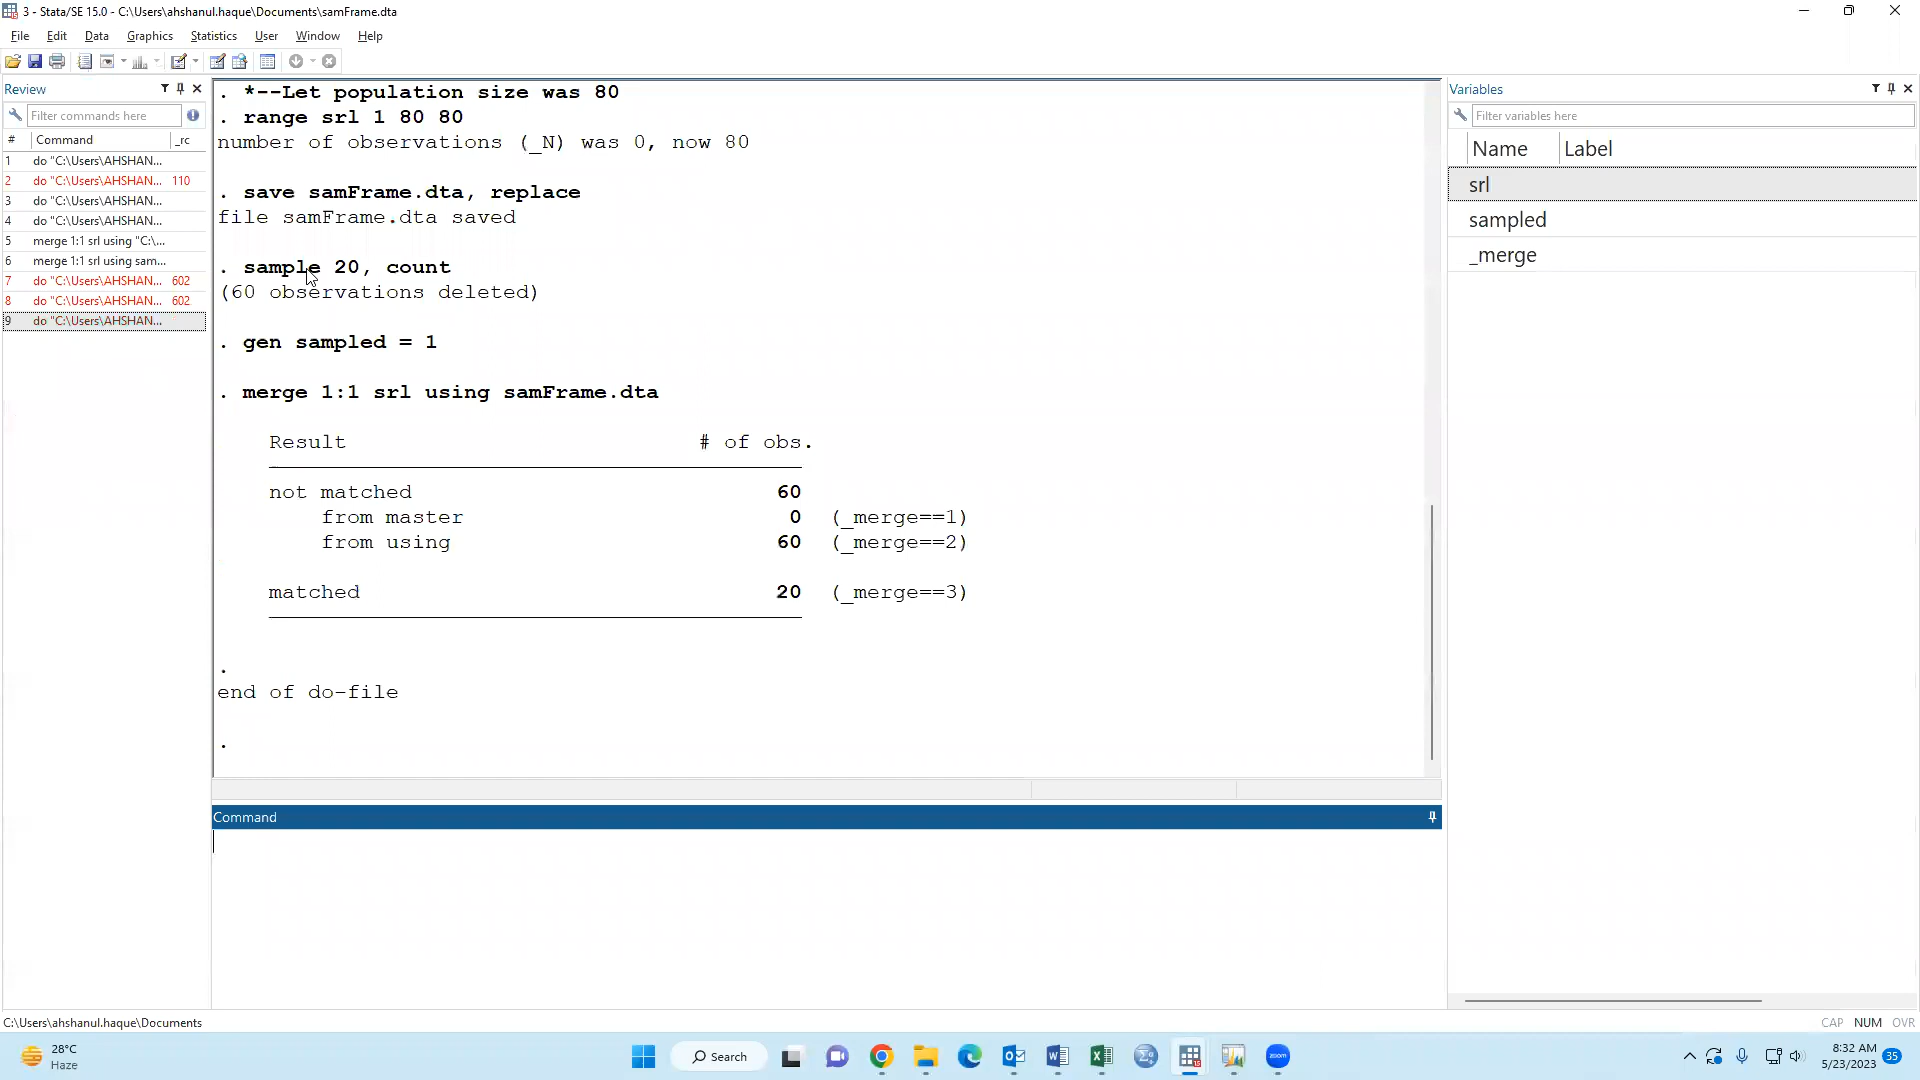 3 - Stata/SE 15.0 - C:\Users\ahshanul.haque\Documents\samFrame.dta
File Edit Data Graphics Statistics User Window Help
Review
Filter commands here
# Command _rc
1 do "C:\Users\AHSHAN...
2 do "C:\Users\AHSHAN... 110
3 do "C:\Users\AHSHAN...
4 do "C:\Users\AHSHAN...
5 merge 1:1 srl using "C:\...
6 merge 1:1 srl using sam...
7 do "C:\Users\AHSHAN... 602
8 do "C:\Users\AHSHAN... 602
9 do "C:\Users\AHSHAN...
. *--Let population size was 80
. range srl 1 80 80
number of observations (_N) was 0, now 80
. save samFrame.dta, replace
file samFrame.dta saved
. sample 20, count
(60 observations deleted)
. gen sampled = 1
. merge 1:1 srl using samFrame.dta
Result # of obs.
not matched 60
from master 0 (_merge==1)
from using 60 (_merge==2)
matched 20 (_merge==3)
.
end of do-file
.
Command
Variables
Filter variables here
Name Label
srl
sampled
_merge
C:\Users\ahshanul.haque\Documents
CAP NUM OVR
28°C
Haze
Search
zoom
8:32 AM
5/23/2023
35